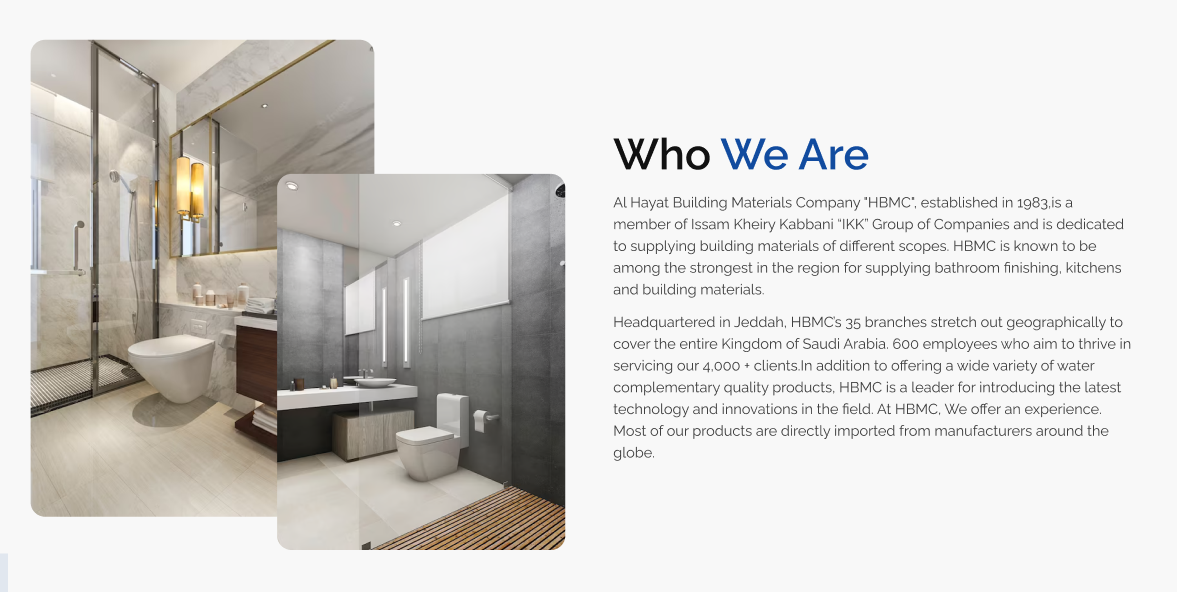 Who We Are
Al Hayat Building Materials Company "HBMC", established in 1983,is a
member of Issam Kheiry Kabbani “IKK” Group of Companies and is dedicated
to supplying building materials of different scopes. HBMC is known to be
among the strongest in the region for supplying bathroom finishing, kitchens
and building materials.
Headquartered in Jeddah, HBMC’s 35 branches stretch out geographically to
cover the entire Kingdom of Saudi Arabia. 600 employees who aim to thrive in
servicing our 4,000 + clients.In addition to offering a wide variety of water
complementary quality products, HBMC is a leader for introducing the latest
technology and innovations in the field. At HBMC, We offer an experience.
Most of our products are directly imported from manufacturers around the
globe.